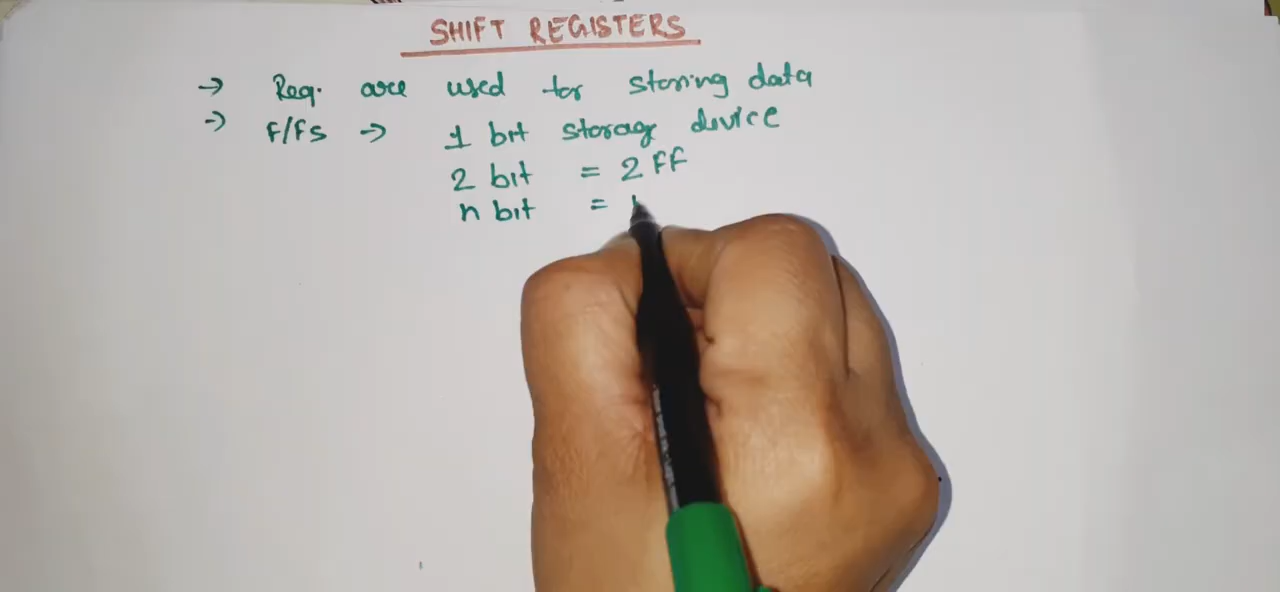 SHIFT REGISTERS
→ Reg. are used for storing data
→ F/Fs → 1 bit storage device
2 bit = 2 FF
n bit =